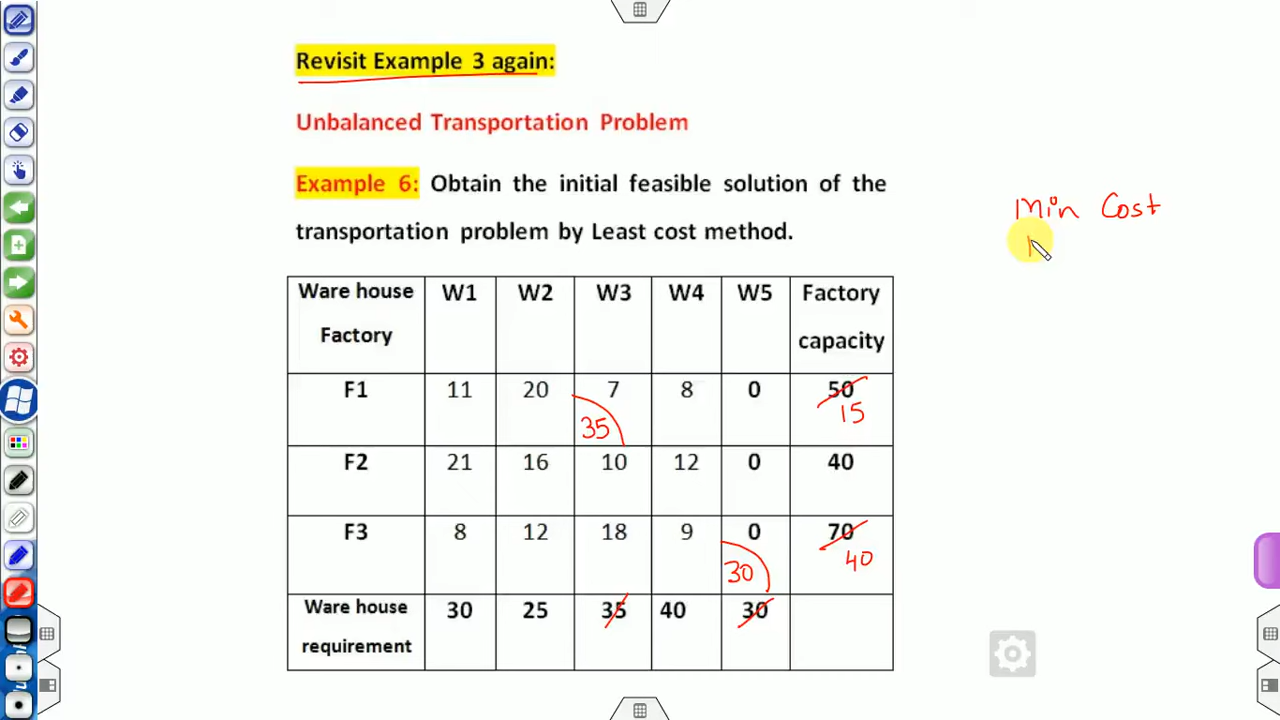 Revisit Example 3 again:
Unbalanced Transportation Problem
Example 6: Obtain the initial feasible solution of the
transportation problem by Least cost method.
Min Cost
Ware house Factory W1 W2 W3 W4 W5 Factory capacity
F1 11 20 7 8 0 50
35 15
F2 21 16 10 12 0 40
F3 8 12 18 9 0 70
30 40
Ware house requirement 30 25 35 40 30